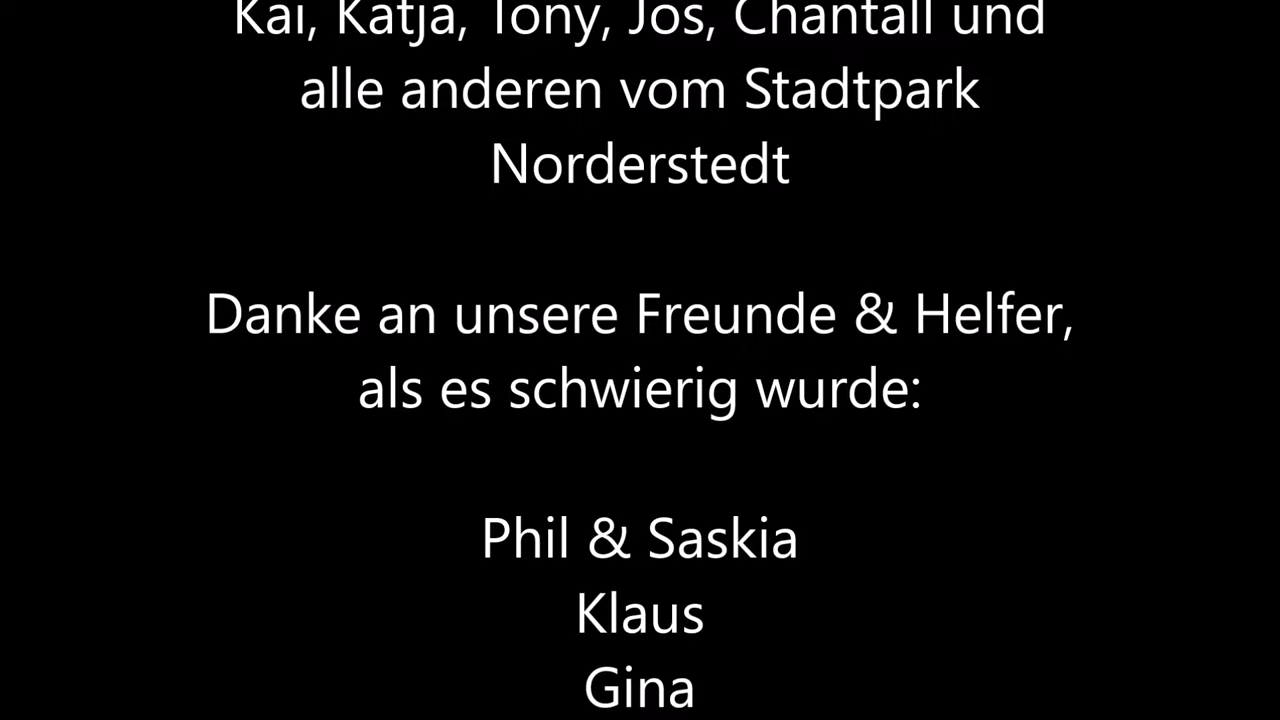 Kai, Katja, Tony, Jos, Chantall und
alle anderen vom Stadtpark
Norderstedt
Danke an unsere Freunde & Helfer,
als es schwierig wurde:
Phil & Saskia
Klaus
Gina